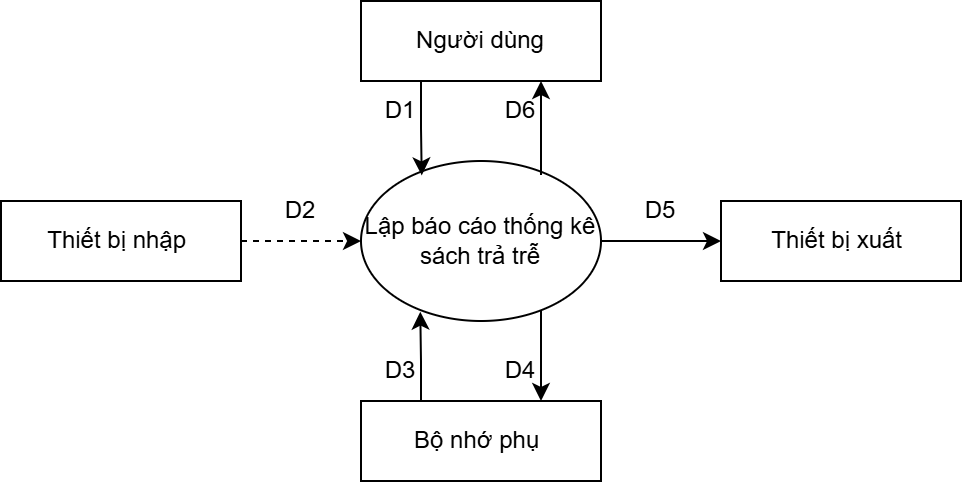 Người dùng
D1
D6
D2
D5
Thiết bị nhập
Lập báo cáo thống kê
sách trả trễ
Thiết bị xuất
D3
D4
Bộ nhớ phụ